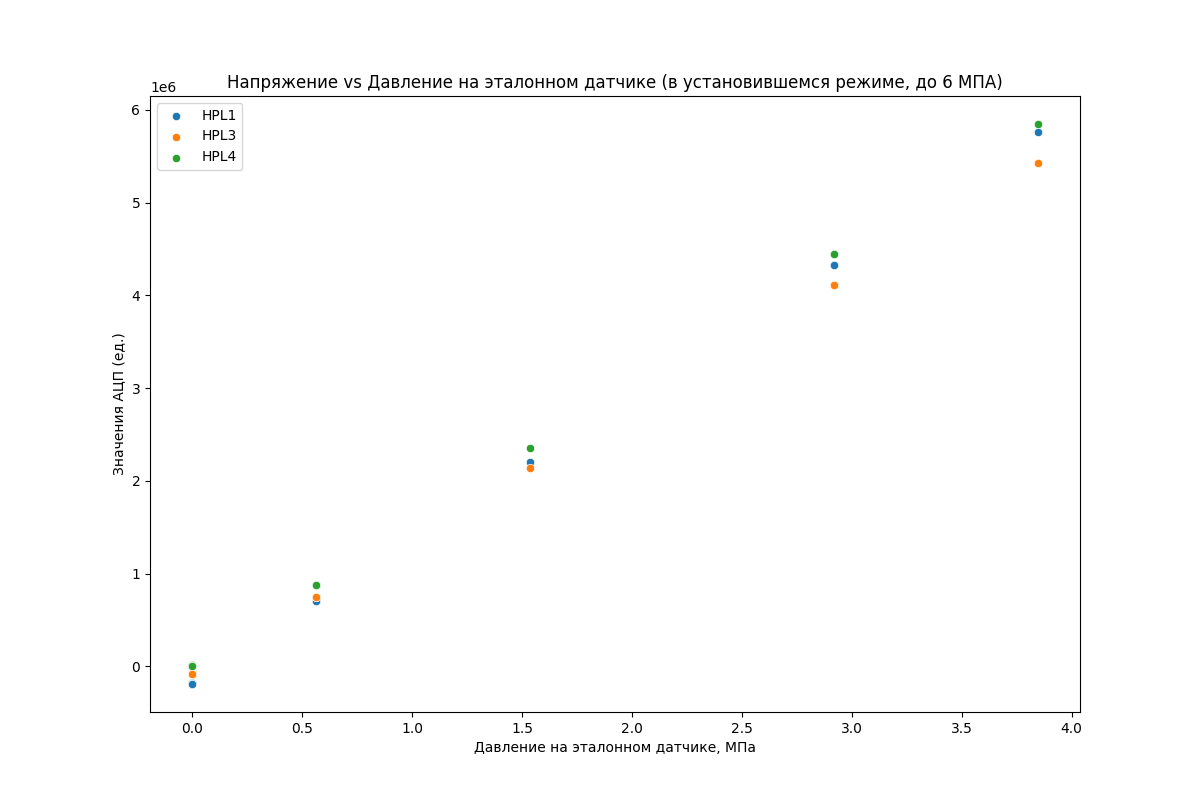 Напряжение vs Давление на эталонном датчике (в установившемся режиме, до 6 МПА)
1e6
HPL1
HPL3
HPL4
6
5
4
3
2
1
0
Значения АЦП (ед.)
0.0 0.5 1.0 1.5 2.0 2.5 3.0 3.5 4.0
Давление на эталонном датчике, МПа